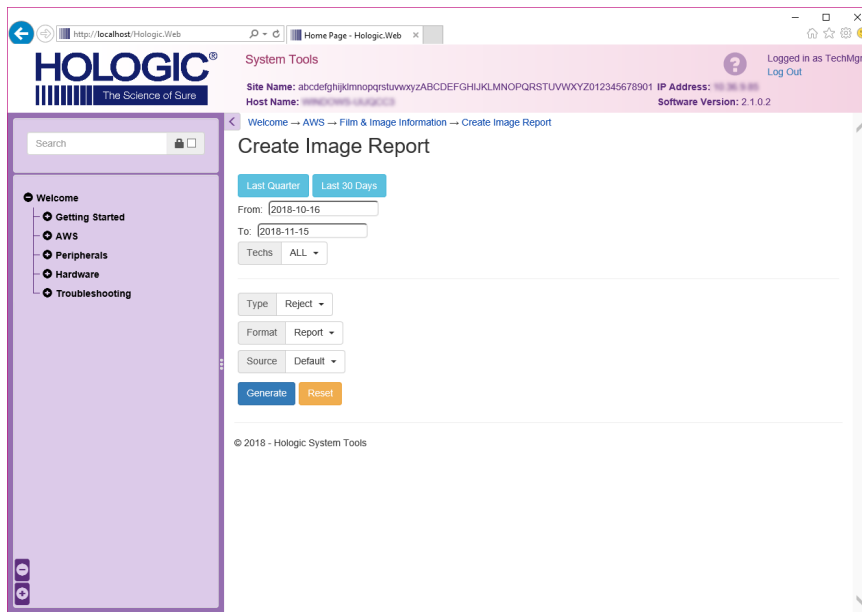 http://localhost/Hologic.Web
Home Page - Hologic.Web
HOLOGIC®
The Science of Sure
System Tools
Logged in as TechMgr
Log Out
Site Name: abcdefghijklmnopqrstuvwxyzABCDEFGHIJKLMNOPQRSTUVWXYZ012345678901 IP Address:
Host Name:
Software Version: 2.1.0.2
Welcome → AWS → Film & Image Information → Create Image Report
Search
Create Image Report
Last Quarter Last 30 Days
From: 2018-10-16
To: 2018-11-15
Techs ALL
Welcome
Getting Started
AWS
Peripherals
Hardware
Troubleshooting
Type Reject
Format Report
Source Default
Generate Reset
© 2018 - Hologic System Tools